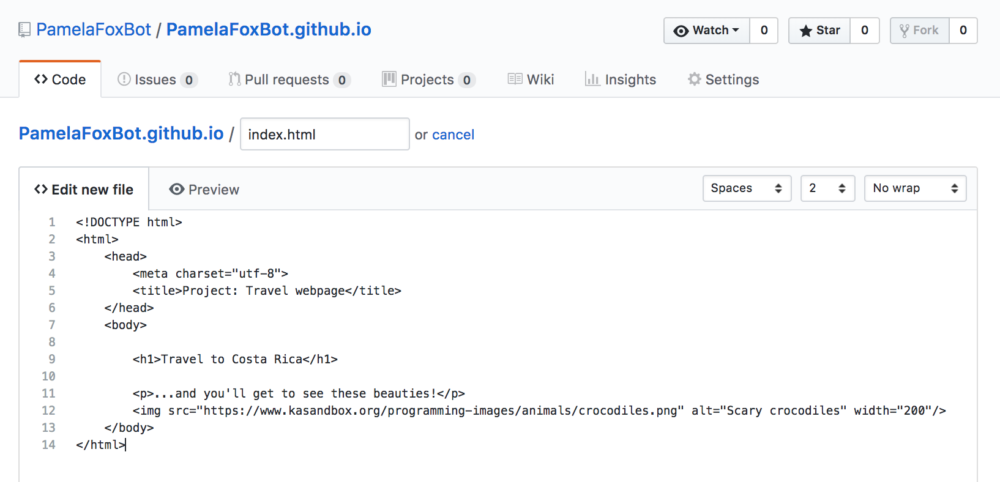 PamelaFoxBot / PamelaFoxBot.github.io
Watch 0 Star 0 Fork 0
Code Issues 0 Pull requests 0 Projects 0 Wiki Insights Settings
PamelaFoxBot.github.io / index.html or cancel
<> Edit new file Preview Spaces 2 No wrap
1 <!DOCTYPE html>
2 <html>
3     <head>
4         <meta charset="utf-8">
5         <title>Project: Travel webpage</title>
6     </head>
7     <body>
8
9         <h1>Travel to Costa Rica</h1>
10
11         <p>...and you'll get to see these beauties!</p>
12         <img src="https://www.kasandbox.org/programming-images/animals/crocodiles.png" alt="Scary crocodiles" width="200"/>
13     </body>
14 </html>